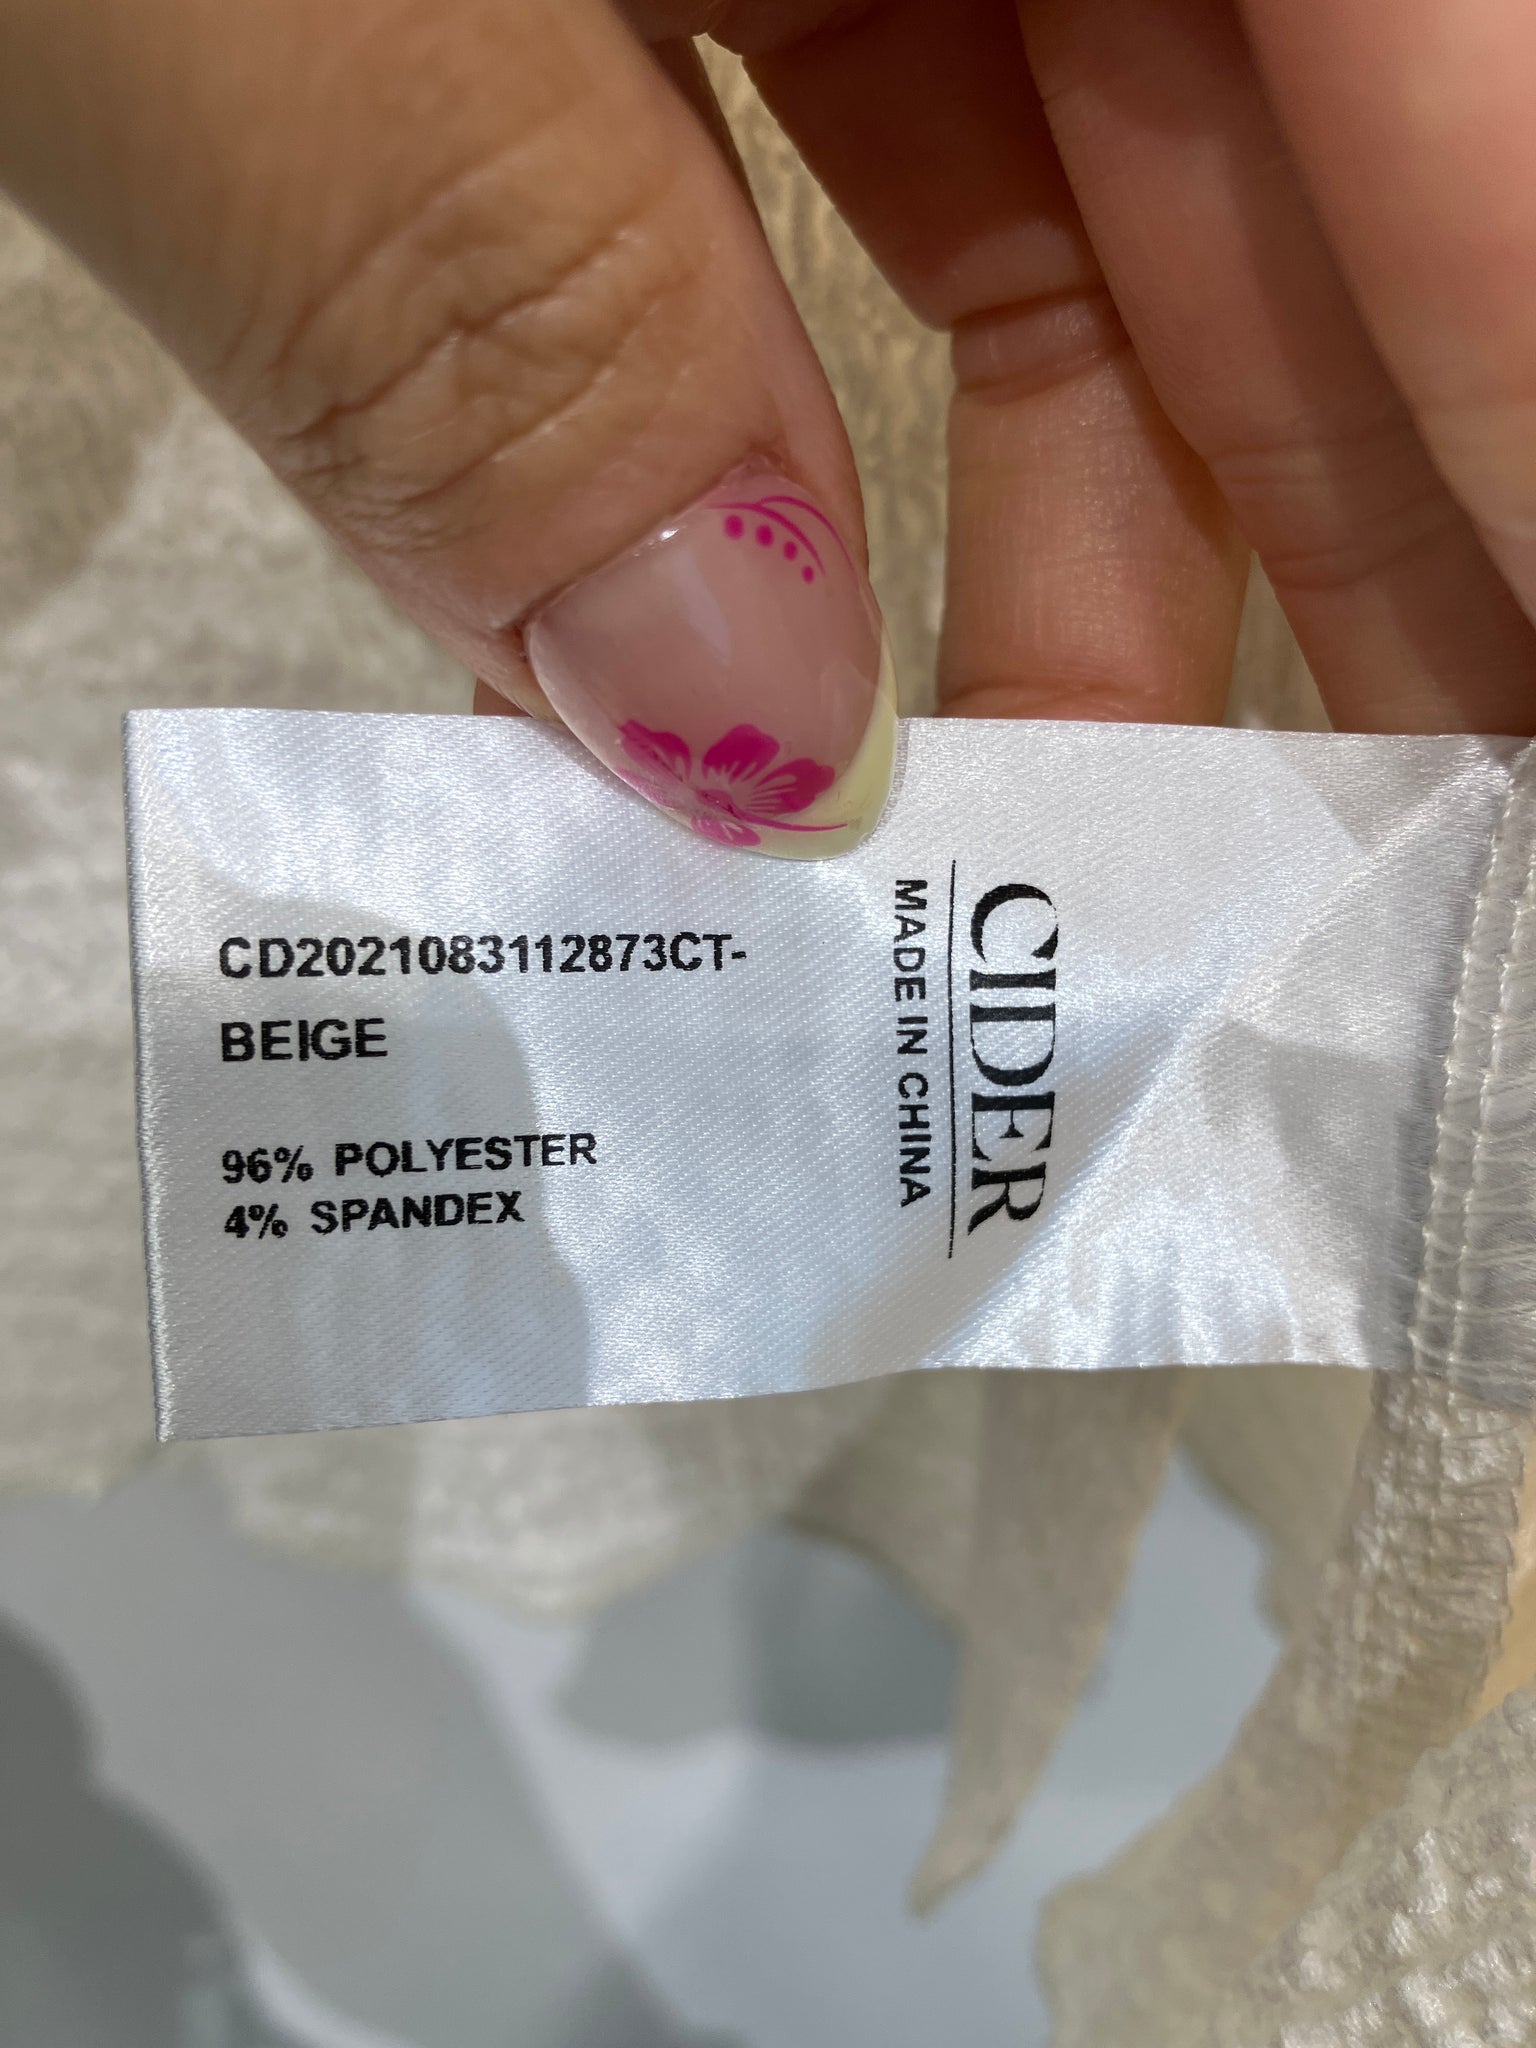 CD2021083112873CT-
BEIGE
96% POLYESTER
4% SPANDEX
CIDER
MADE IN CHINA